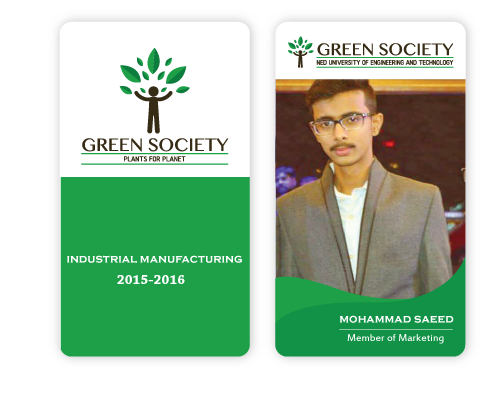 GREEN SOCIETY
PLANTS FOR PLANET
INDUSTRIAL MANUFACTURING
2015-2016
GREEN SOCIETY
NED UNIVERSITY OF ENGINEERING AND TECHNOLOGY
MOHAMMAD SAEED
Member of Marketing